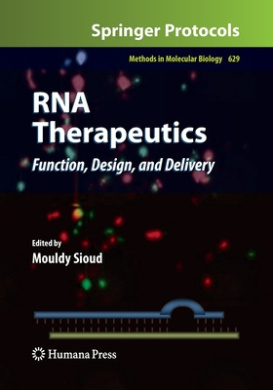 Springer Protocols
Methods in Molecular Biology 629
RNA
Therapeutics
Function, Design, and Delivery
Edited by
Mouldy Sioud
Humana Press